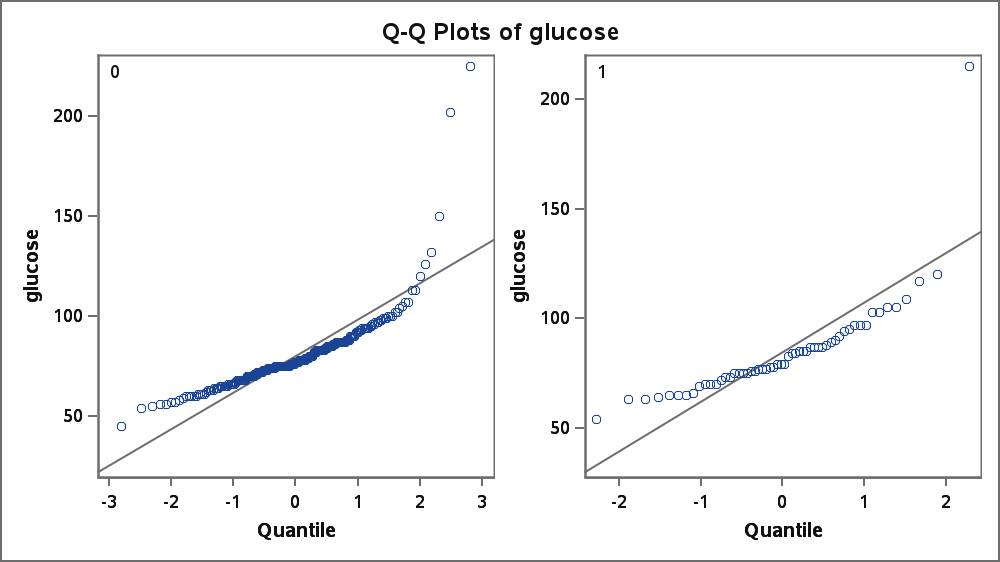 Q-Q Plots of glucose
0
glucose
200
150
100
50
-3 -2 -1 0 1 2 3
Quantile
1
glucose
200
150
100
50
-2 -1 0 1 2
Quantile